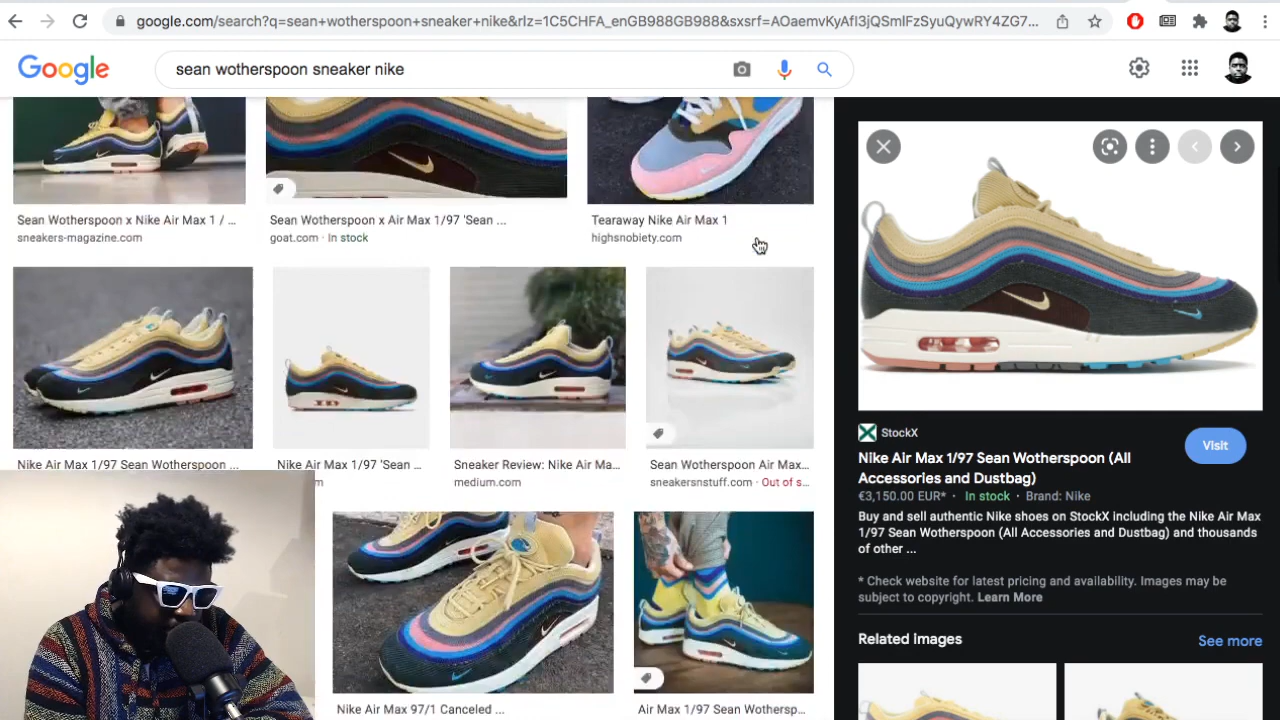 google.com/search?q=sean+wotherspoon+sneaker+nike&rlz=1C5CHFA_enGB988GB988&sxsrf=AOaemvKyAfI3jQSmlFzSyuQywRY4ZG7...
Google
sean wotherspoon sneaker nike
Sean Wotherspoon x Nike Air Max 1 / ...
sneakers-magazine.com
Sean Wotherspoon x Air Max 1/97 'Sean ...
goat.com · In stock
Tearaway Nike Air Max 1
highsnobiety.com
Nike Air Max 1/97 Sean Wotherspoon ...
Nike Air Max 1/97 'Sean ...
m
Sneaker Review: Nike Air Ma...
medium.com
Sean Wotherspoon Air Max...
sneakersnstuff.com · Out of s...
Nike Air Max 97/1 Canceled ...
Air Max 1/97 Sean Wothersp...
StockX
Visit
Nike Air Max 1/97 Sean Wotherspoon (All
Accessories and Dustbag)
€3,150.00 EUR* · In stock · Brand: Nike
Buy and sell authentic Nike shoes on StockX including the Nike Air Max
1/97 Sean Wotherspoon (All Accessories and Dustbag) and thousands
of other ...
* Check website for latest pricing and availability. Images may be
subject to copyright. Learn More
Related images
See more